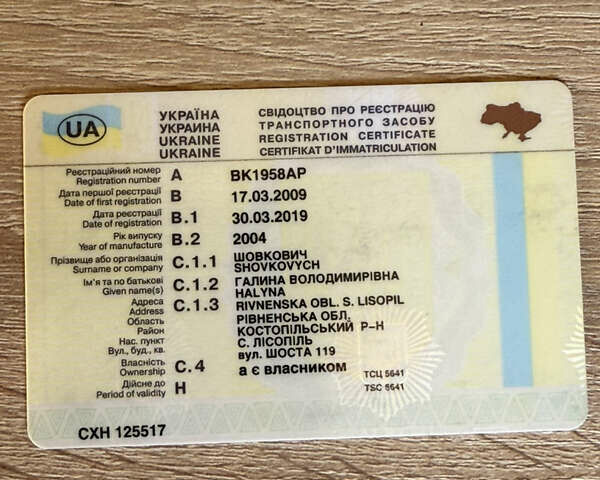 UA
УКРАЇНА СВІДОЦТВО ПРО РЕЄСТРАЦІЮ
УКРАИНА ТРАНСПОРТНОГО ЗАСОБУ
UKRAINE REGISTRATION CERTIFICATE
UKRAINE CERTIFIKAT D'IMMATRICULATION
Реєстраційний номер A BK1958AP
Registration number
Дата першої реєстрації B 17.03.2009
Date of first registration
Дата реєстрації B.1 30.03.2019
Date of registration
Рік випуску B.2 2004
Year of manufacture
Прізвище або організація C.1.1 ШОВКОВИЧ
Surname or company SHOVKOVYCH
Ім'я та по батькові C.1.2 ГАЛИНА ВОЛОДИМИРІВНА
Given name(s) HALYNA
Адреса C.1.3 RIVNENSKA OBL. S. LISOPIL
Address РІВНЕНСЬКА ОБЛ,
Область КОСТОПІЛЬСЬКИЙ Р-Н
Район С. ЛІСОПІЛЬ
Нас. пункт вул. ШОСТА 119
Вул., буд., кв.
Власність C.4 а є власником ТСЦ 5641
Ownership
Дійсне до H TSC 5641
Period of validity
СХН 125517